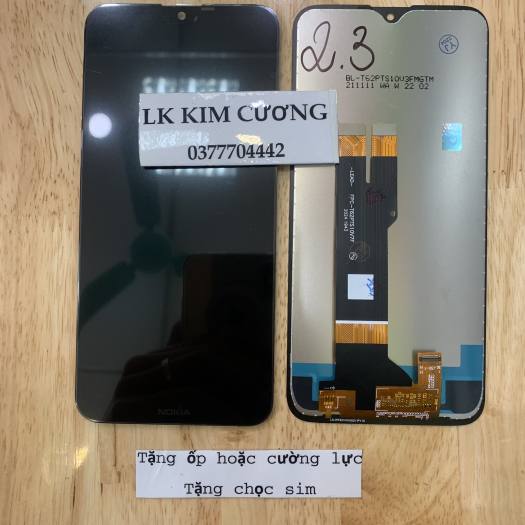 2.3
BL-T62PTS10V3FMGTM
211111 WA W 22 02
LK KIM CƯƠNG
0377704442
NOKIA
Tặng ốp hoặc cường lực
Tặng chọc sim